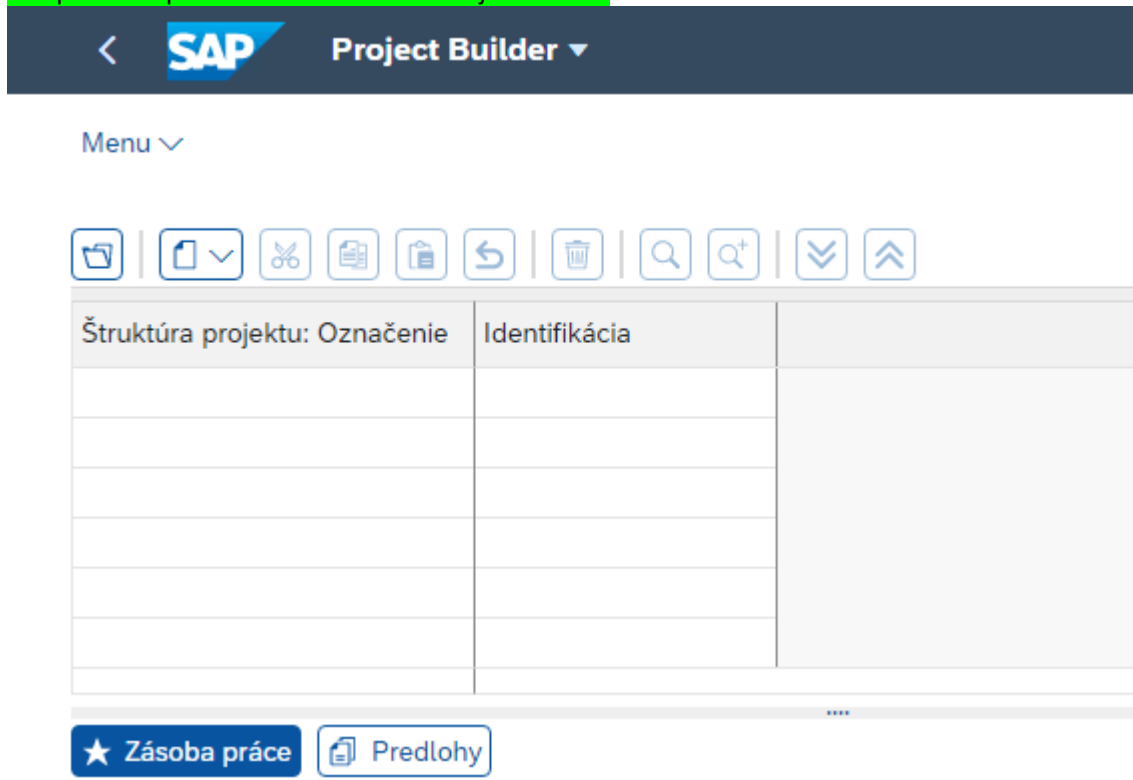 SAP Project Builder
Menu
Štruktúra projektu: Označenie Identifikácia
Zásoba práce Predlohy